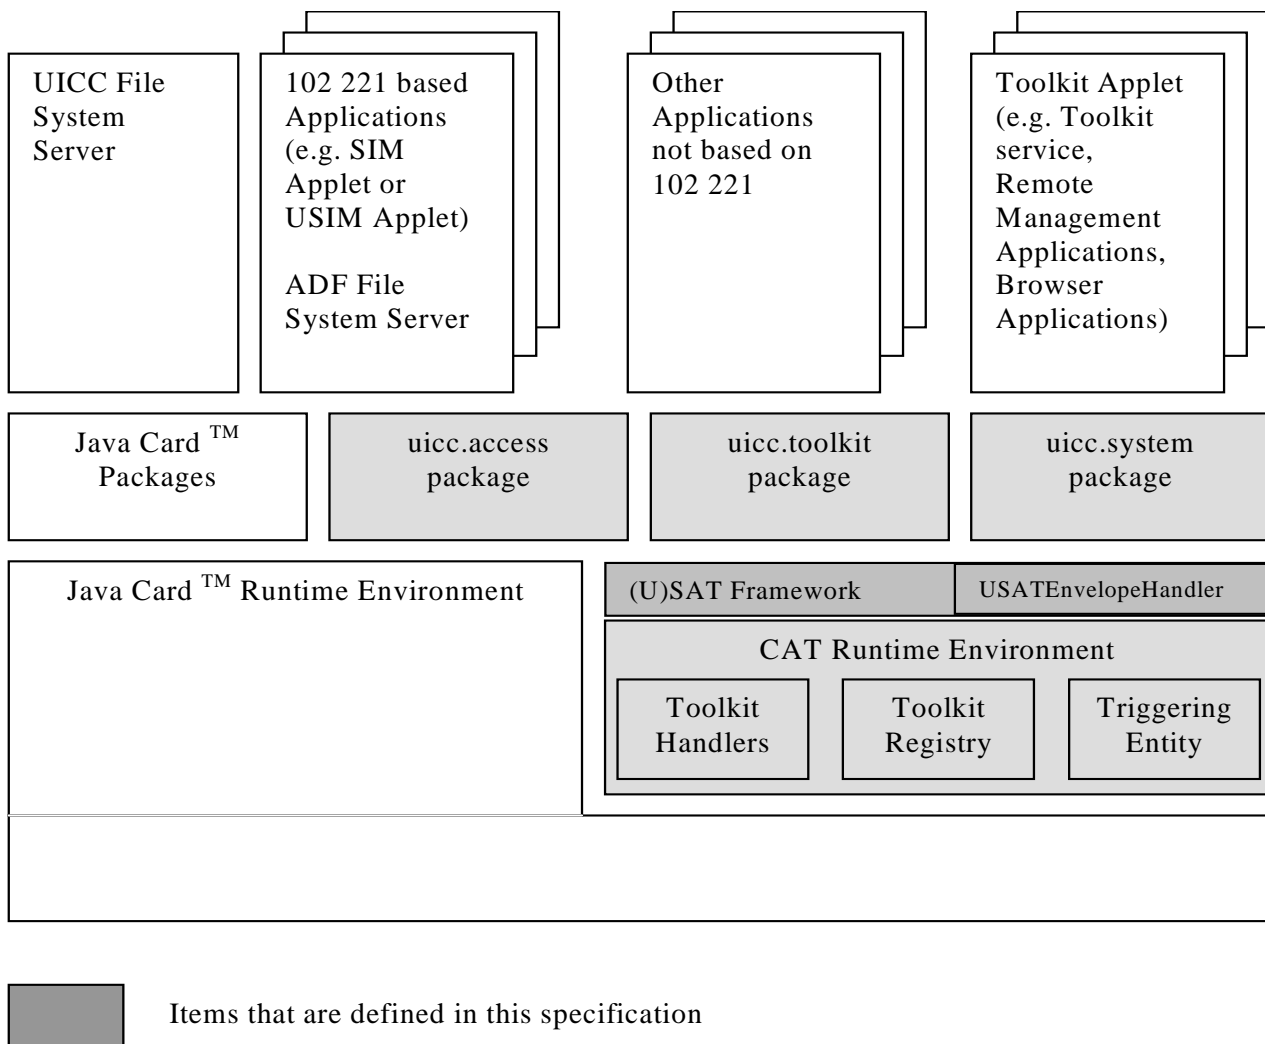 UICC File
System
Server
102 221 based
Applications
(e.g. SIM
Applet or
USIM Applet)
ADF File
System Server
Other
Applications
not based on
102 221
Toolkit Applet
(e.g. Toolkit
service,
Remote
Management
Applications,
Browser
Applications)
Java Card TM
Packages
uicc.access
package
uicc.toolkit
package
uicc.system
package
Java Card TM Runtime Environment
(U)SAT Framework
USATEnvelopeHandler
CAT Runtime Environment
Toolkit
Handlers
Toolkit
Registry
Triggering
Entity
Items that are defined in this specification